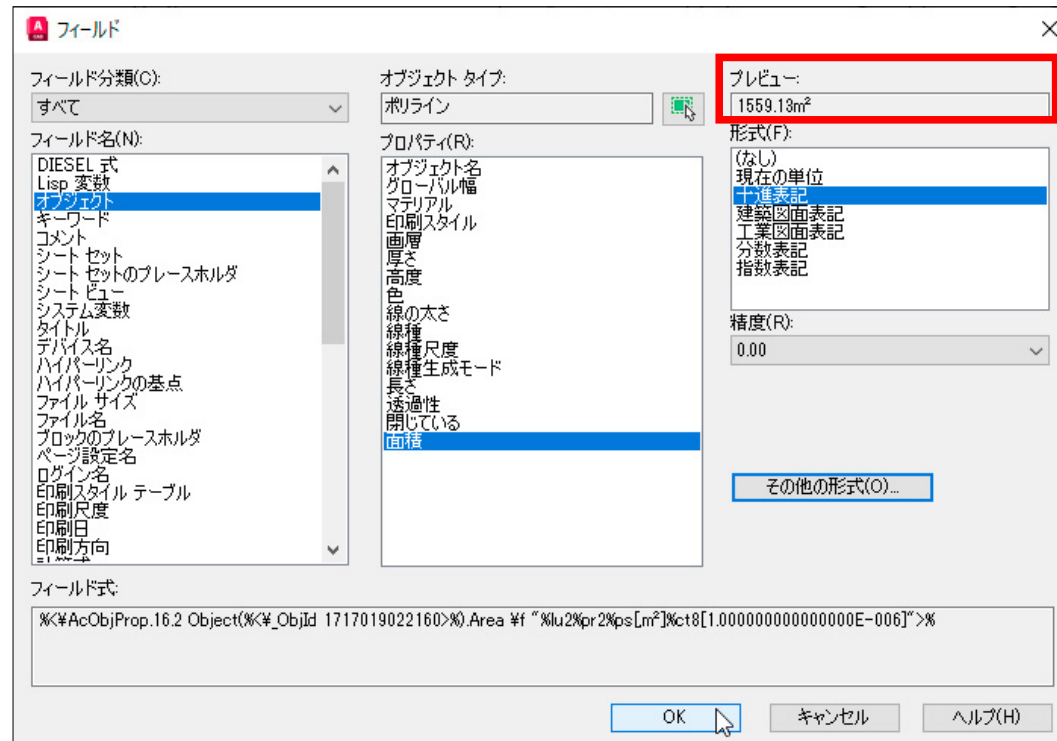 フィールド
フィールド分類(C):
すべて
フィールド名(N):
DIESEL 式
Lisp 変数
オブジェクト
キーワード
コメント
シート セット
シート セットのプレースホルダ
シート ビュー
システム変数
タイトル
デバイス名
ハイパーリンク
ハイパーリンクの基点
ファイル サイズ
ファイル名
ブロックのプレースホルダ
ページ設定名
ログイン名
印刷スタイル テーブル
印刷尺度
印刷日
印刷方向
オブジェクト タイプ:
ポリライン
プロパティ(R):
オブジェクト名
グローバル幅
マテリアル
印刷スタイル
画層
厚さ
高度
色
線の太さ
線種
線種尺度
線種生成モード
長さ
透過性
閉じている
面積
プレビュー:
1559.13m²
形式(F):
(なし)
現在の単位
十進表記
建築図面表記
工業図面表記
分数表記
指数表記
精度(R):
0.00
その他の形式(O)...
フィールド式:
%<¥AcObjProp.16.2 Object(%<¥_ObjId 1717019022160>%).Area ¥f "%lu2%pr2%ps[,m²]%ct8[1.000000000000000E-006]">%
OK
キャンセル
ヘルプ(H)